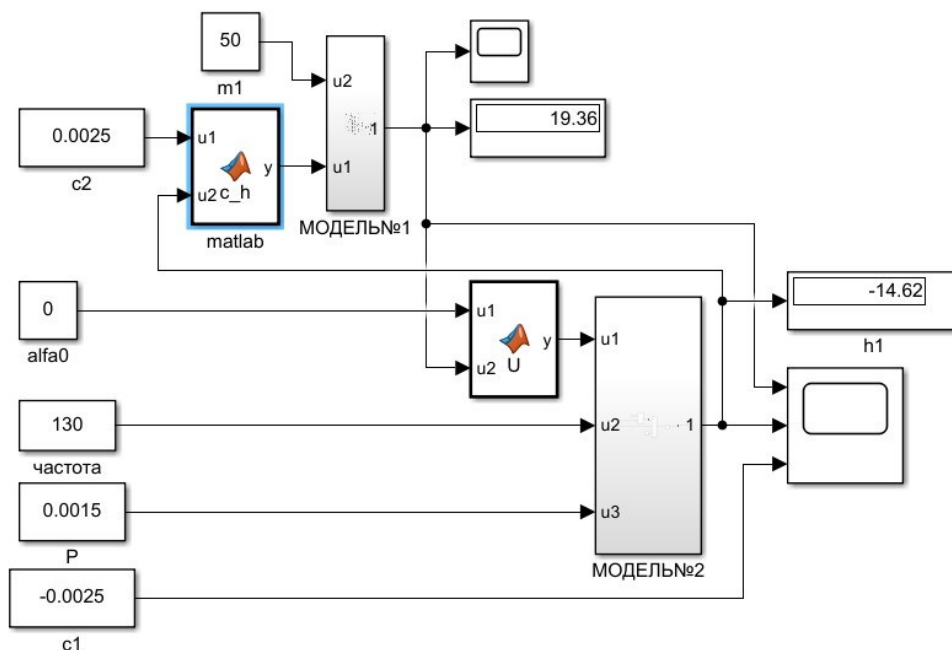 50
m1
0.0025
c2
u1
u2
c_h
y
matlab
u2
u1
1
МОДЕЛЬ№1
19.36
0
alfa0
u1
u2
U
y
-14.62
h1
130
частота
0.0015
P
-0.0025
c1
u1
u2
u3
1
МОДЕЛЬ№2